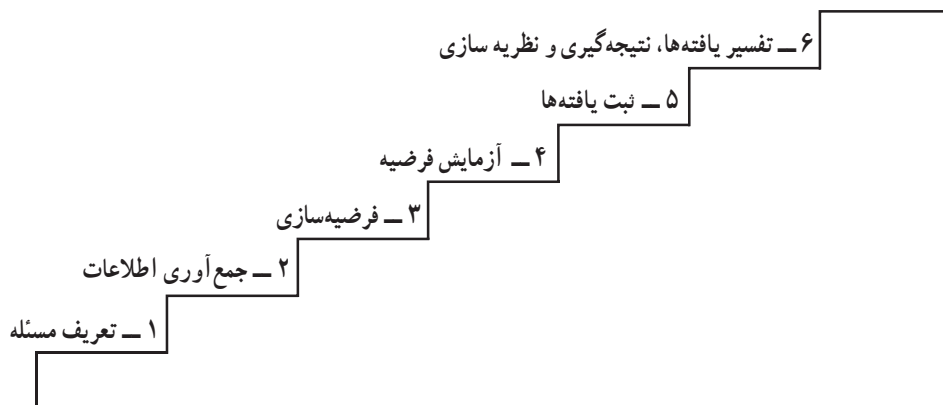 ۶ ــ تفسیر یافته‌ها، نتیجه‌گیری و نظریه سازی
۵ ــ ثبت یافته‌ها
۴ ــ آزمایش فرضیه
۳ ــ فرضیه‌سازی
۲ ــ جمع‌آوری اطلاعات
۱ ــ تعریف مسئله